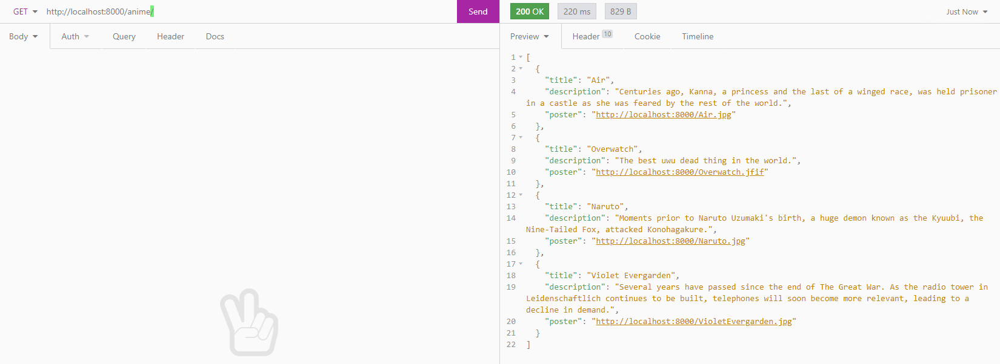 GET http://localhost:8000/anime/ Send 200 OK 220 ms 829 B Just Now
Body Auth Query Header Docs Preview Header 10 Cookie Timeline
1 [
2 {
3 "title": "Air",
4 "description": "Centuries ago, Kanna, a princess and the last of a winged race, was held prisoner
in a castle as she was feared by the rest of the world.",
5 "poster": "http://localhost:8000/Air.jpg"
6 },
7 {
8 "title": "Overwatch",
9 "description": "The best uwu dead thing in the world.",
10 "poster": "http://localhost:8000/Overwatch.jfif"
11 },
12 {
13 "title": "Naruto",
14 "description": "Moments prior to Naruto Uzumaki's birth, a huge demon known as the Kyuubi, the
Nine-Tailed Fox, attacked Konohagakure.",
15 "poster": "http://localhost:8000/Naruto.jpg"
16 },
17 {
18 "title": "Violet Evergarden",
19 "description": "Several years have passed since the end of The Great War. As the radio tower in
Leidenschaftlich continues to be built, telephones will soon become more relevant, leading to a
decline in demand.",
20 "poster": "http://localhost:8000/VioletEvergarden.jpg"
21 }
22 ]